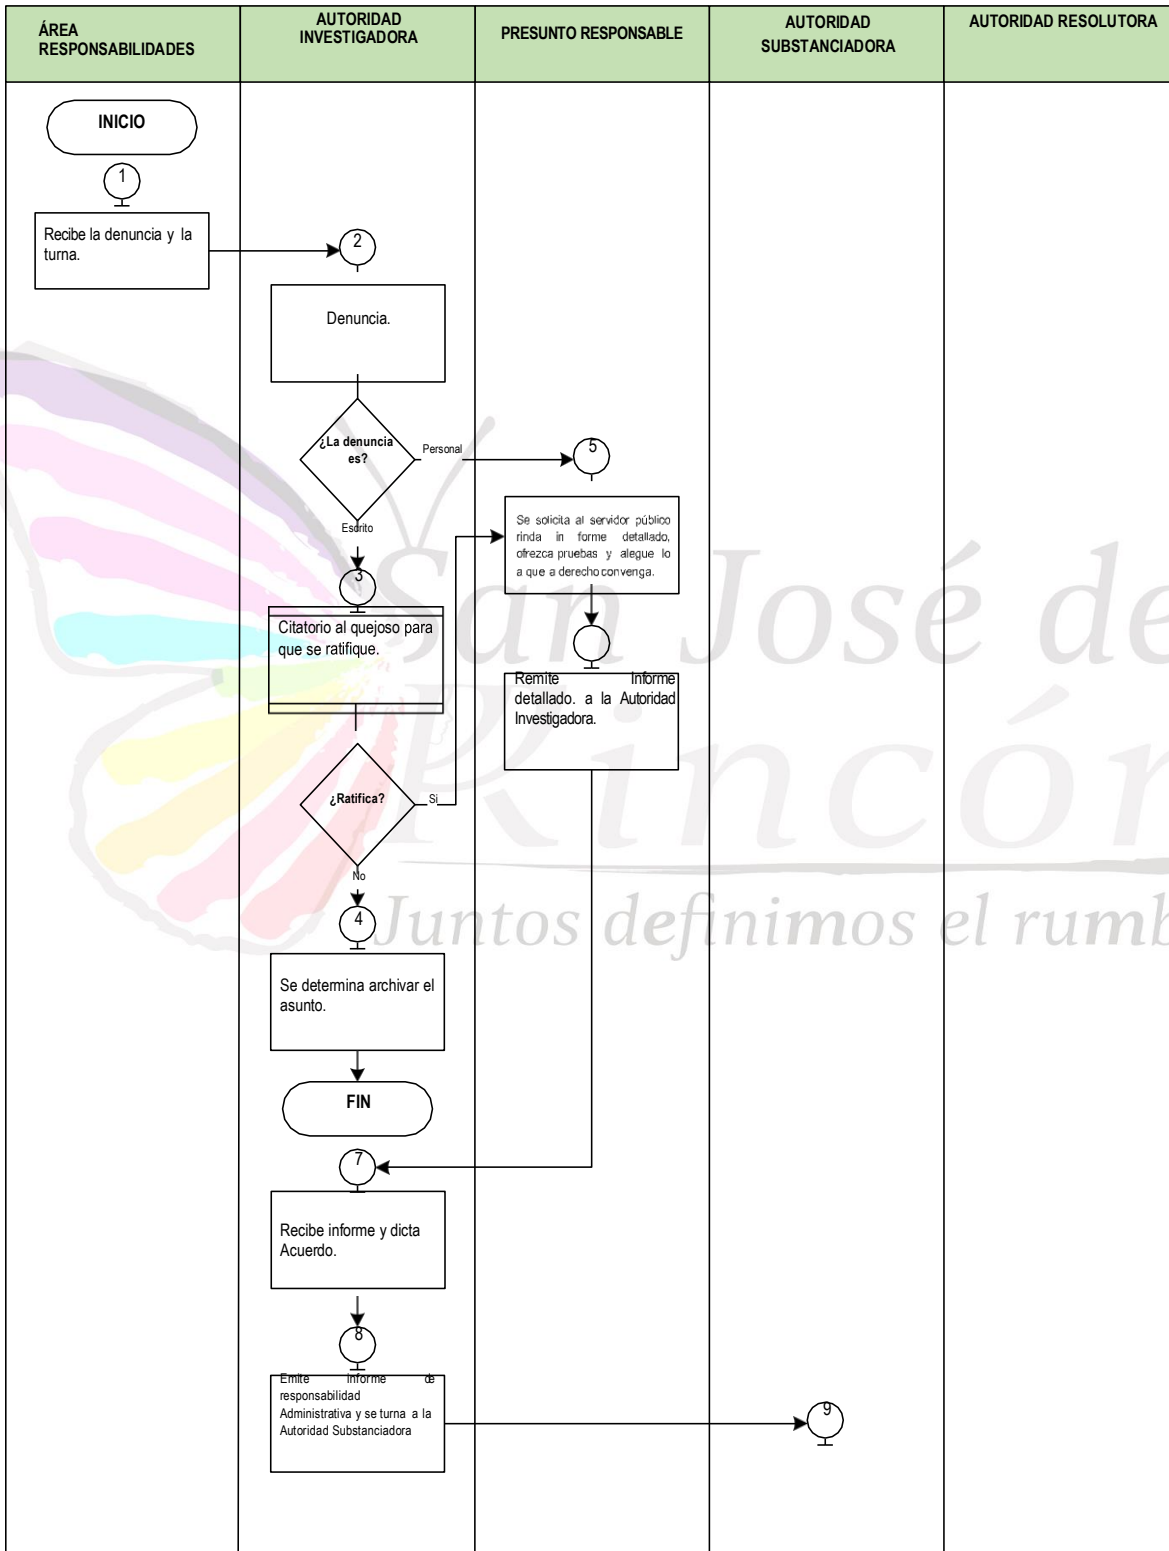 ÁREA
RESPONSABILIDADES
AUTORIDAD
INVESTIGADORA
PRESUNTO RESPONSABLE
AUTORIDAD
SUBSTANCIADORA
AUTORIDAD RESOLUTORA
INICIO
1
Recibe la denuncia y la
turna.
2
Denuncia.
¿La denuncia
es?
Personal
5
Escrito
Se solicita al servidor público
rinda in forme detallado,
ofrezca pruebas y alegue lo
a que a derecho convenga.
3
Citatorio al quejoso para
que se ratifique.
Remite Informe
detallado. a la Autoridad
Investigadora.
¿Ratifica?
Si
No
4
Se determina archivar el
asunto.
FIN
7
Recibe informe y dicta
Acuerdo.
8
Emite Informe de
responsabilidad
Administrativa y se turna a la
Autoridad Substanciadora
9
San José de
Rincón
Juntos definimos el rumb